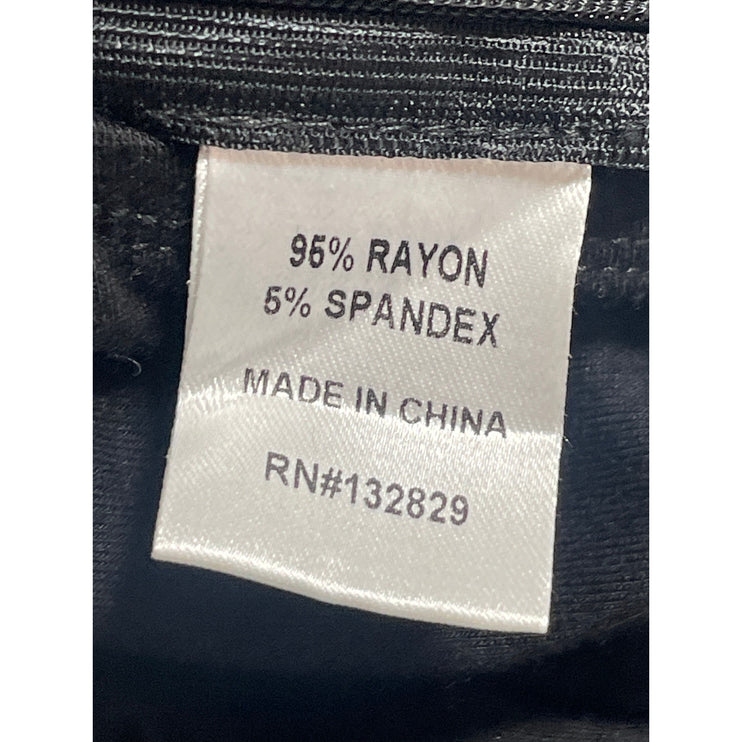 95% RAYON
5% SPANDEX
MADE IN CHINA
RN#132829